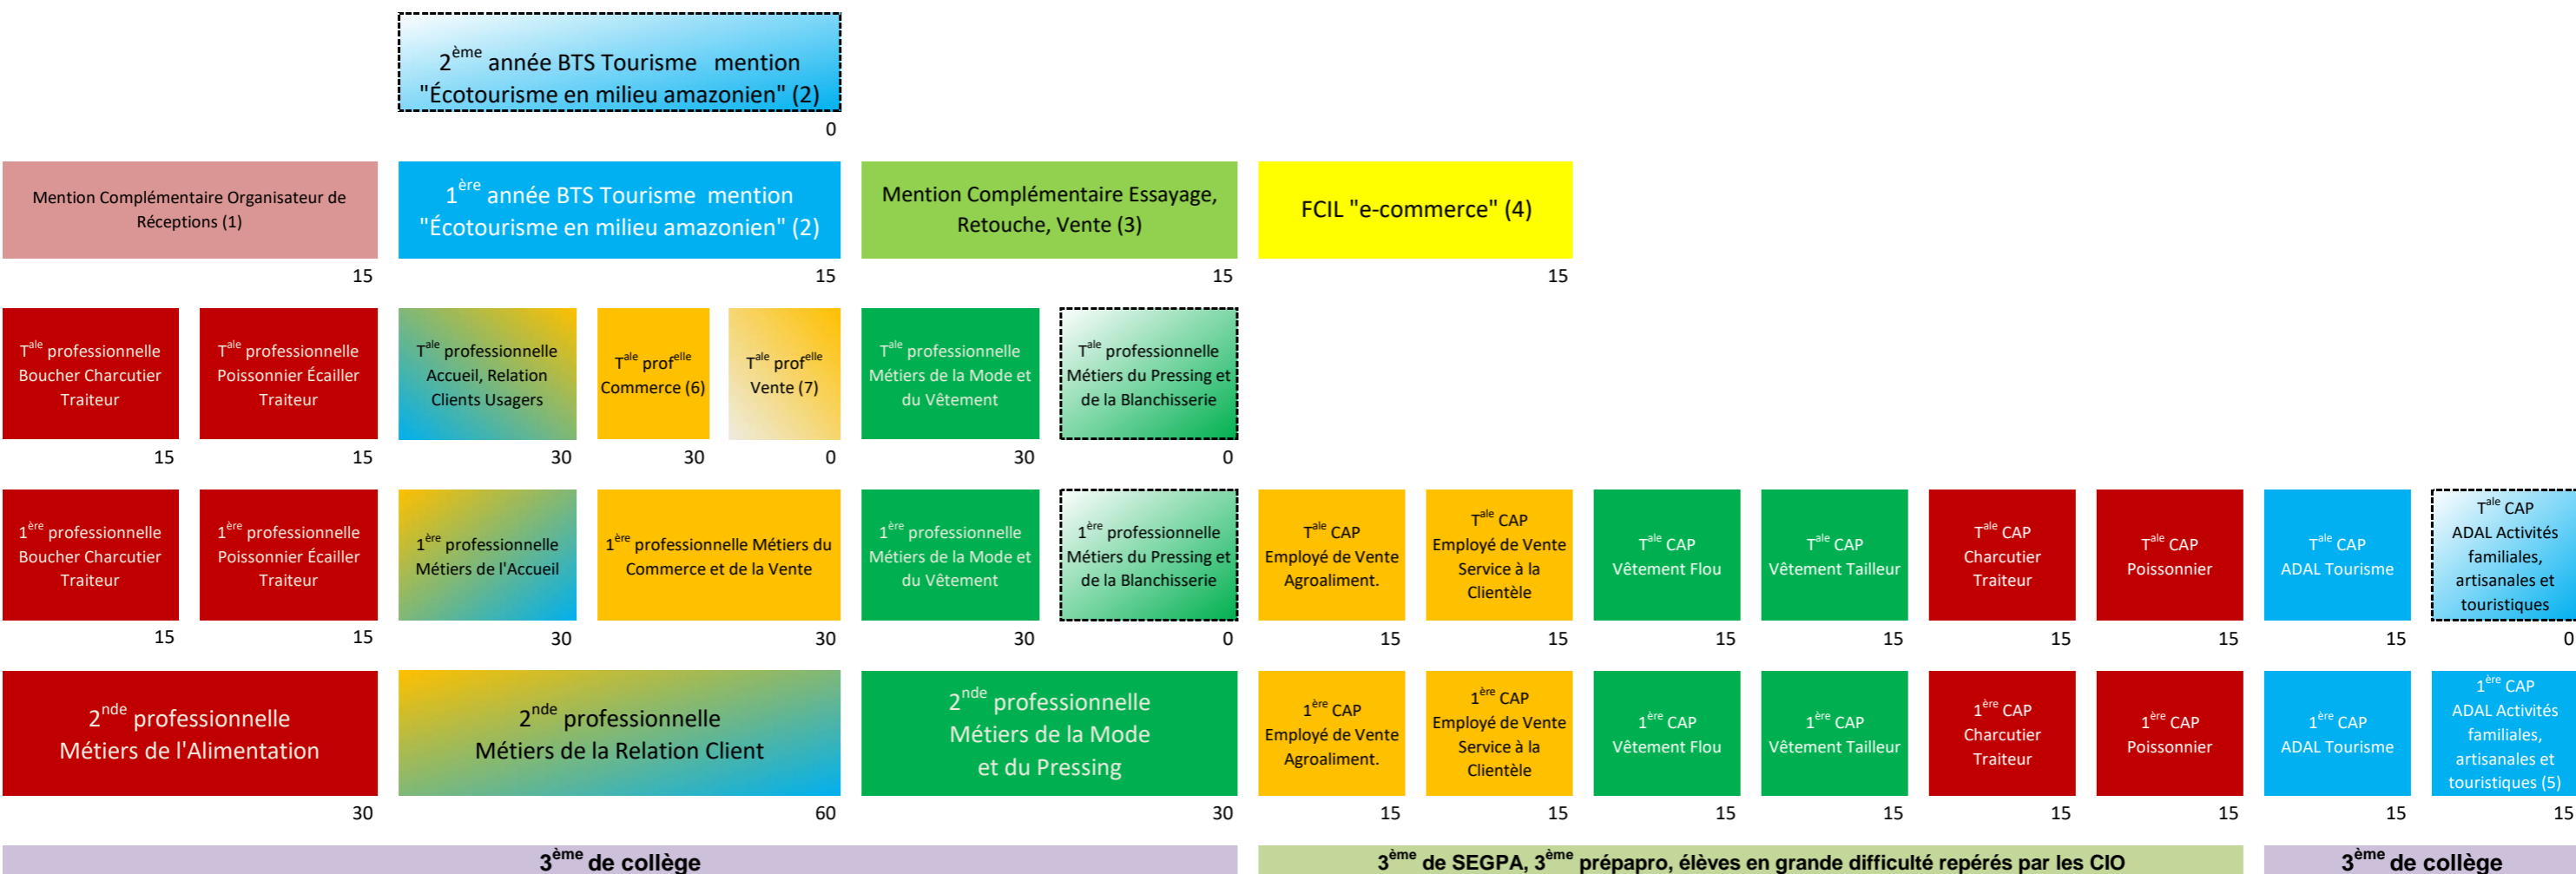 2ème année BTS Tourisme mention
"Écotourisme en milieu amazonien" (2)
0
Mention Complémentaire Organisateur de
Réceptions (1)
15
1ère année BTS Tourisme mention
"Écotourisme en milieu amazonien" (2)
15
Mention Complémentaire Essayage,
Retouche, Vente (3)
15
FCIL "e-commerce" (4)
15
Tale professionnelle
Boucher Charcutier
Traiteur
15
Tale professionnelle
Poissonnier Écailler
Traiteur
15
Tale professionnelle
Accueil, Relation
Clients Usagers
30
Tale profelle
Commerce (6)
30
Tale profelle
Vente (7)
0
Tale professionnelle
Métiers de la Mode et
du Vêtement
30
Tale professionnelle
Métiers du Pressing et
de la Blanchisserie
0
1ère professionnelle
Boucher Charcutier
Traiteur
15
1ère professionnelle
Poissonnier Écailler
Traiteur
15
1ère professionnelle
Métiers de l'Accueil
30
1ère professionnelle Métiers du
Commerce et de la Vente
30
1ère professionnelle
Métiers de la Mode et
du Vêtement
30
1ère professionnelle
Métiers du Pressing et
de la Blanchisserie
0
Tale CAP
Employé de Vente
Agroaliment.
15
Tale CAP
Employé de Vente
Service à la
Clientèle
15
Tale CAP
Vêtement Flou
15
Tale CAP
Vêtement Tailleur
15
Tale CAP
Charcutier
Traiteur
15
Tale CAP
Poissonnier
15
Tale CAP
ADAL Tourisme
15
Tale CAP
ADAL Activités
familiales,
artisanales et
touristiques
0
2nde professionnelle
Métiers de l'Alimentation
30
2nde professionnelle
Métiers de la Relation Client
60
2nde professionnelle
Métiers de la Mode
et du Pressing
30
1ère CAP
Employé de Vente
Agroaliment.
15
1ère CAP
Employé de Vente
Service à la
Clientèle
15
1ère CAP
Vêtement Flou
15
1ère CAP
Vêtement Tailleur
15
1ère CAP
Charcutier
Traiteur
15
1ère CAP
Poissonnier
15
1ère CAP
ADAL Tourisme
15
1ère CAP
ADAL Activités
familiales,
artisanales et
touristiques (5)
15
3ème de collège
3ème de SEGPA, 3ème prépapro, élèves en grande difficulté repérés par les CIO
3ème de collège